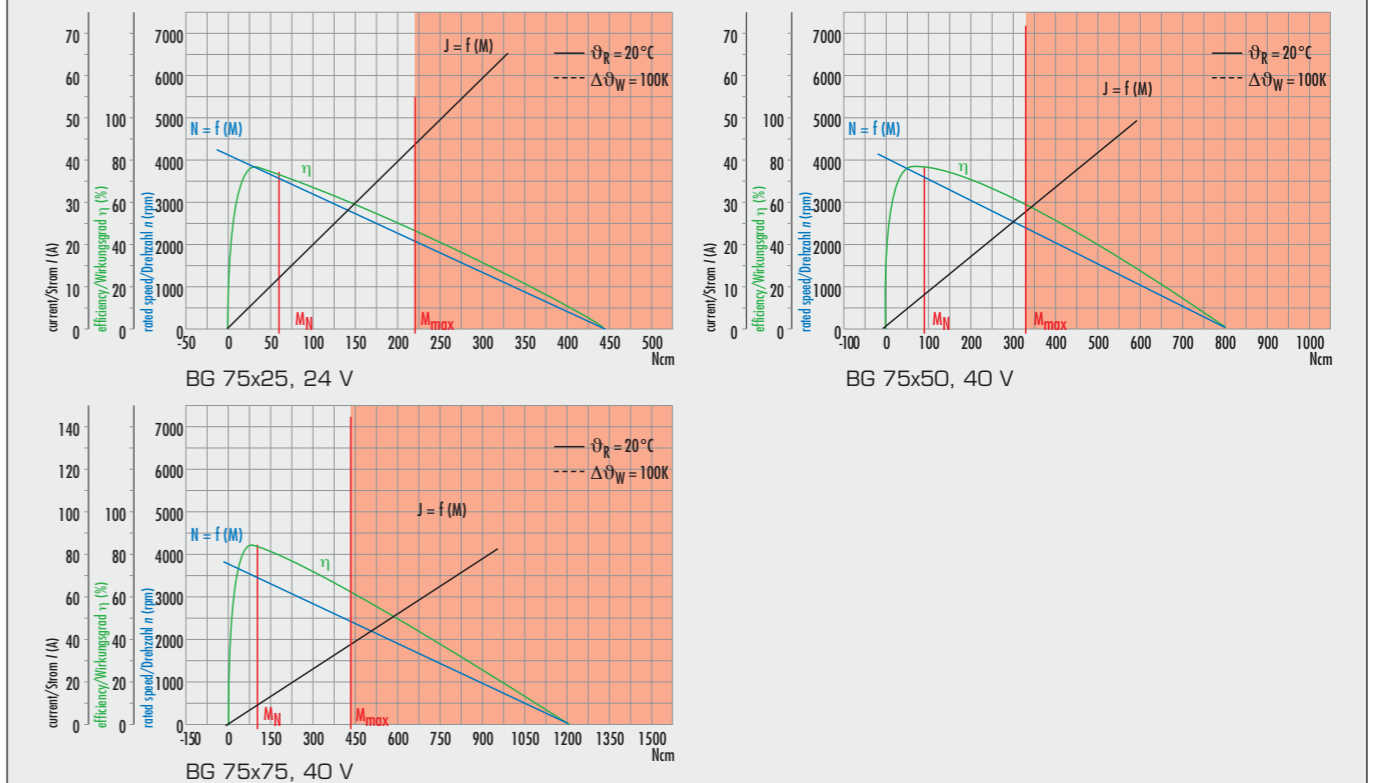 70
60
50
40
30
20
10
0
current/Strom I (A)
100
80
60
40
20
0
efficiency/Wirkungsgrad η (%)
7000
6000
5000
4000
3000
2000
1000
0
rated speed/Drehzahl n (rpm)
N = f (M)
η
J = f (M)
ϑR = 20°C
ΔϑW = 100K
MN
Mmax
-50 0 50 100 150 200 250 300 350 400 450 500
Ncm
BG 75x25, 24 V
70
60
50
40
30
20
10
0
current/Strom I (A)
100
80
60
40
20
0
efficiency/Wirkungsgrad η (%)
7000
6000
5000
4000
3000
2000
1000
0
rated speed/Drehzahl n (rpm)
N = f (M)
η
J = f (M)
ϑR = 20°C
ΔϑW = 100K
MN
Mmax
-100 0 100 200 300 400 500 600 700 800 900 1000
Ncm
BG 75x50, 40 V
140
120
100
80
60
40
20
0
current/Strom I (A)
100
80
60
40
20
0
efficiency/Wirkungsgrad η (%)
7000
6000
5000
4000
3000
2000
1000
0
rated speed/Drehzahl n (rpm)
N = f (M)
η
J = f (M)
ϑR = 20°C
ΔϑW = 100K
MN
Mmax
-150 0 150 300 450 600 750 900 1050 1200 1350 1500
Ncm
BG 75x75, 40 V